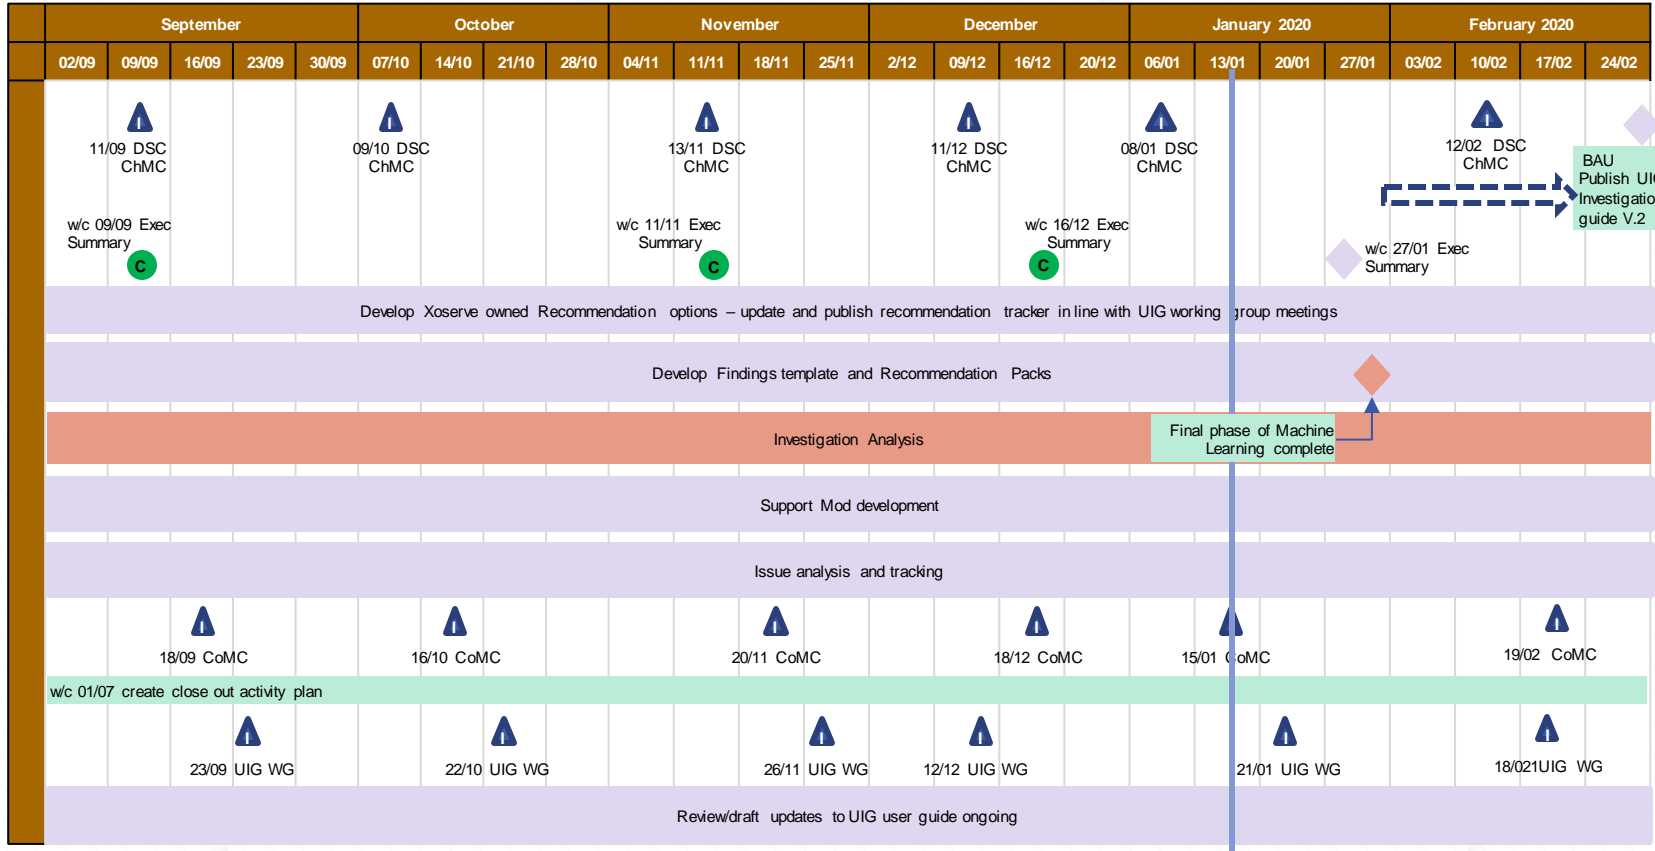 September October November December January 2020 February 2020
02/09 09/09 16/09 23/09 30/09 07/10 14/10 21/10 28/10 04/11 11/11 18/11 25/11 2/12 09/12 16/12 20/12 06/01 13/01 20/01 27/01 03/02 10/02 17/02 24/02
I I I I I I
11/09 DSC
ChMC
09/10 DSC
ChMC
13/11 DSC
ChMC
11/12 DSC
ChMC
08/01 DSC
ChMC
12/02 DSC
ChMC
BAU
Publish UIG
Investigatio
guide V.2
w/c 09/09 Exec
Summary
C
w/c 11/11 Exec
Summary
C
w/c 16/12 Exec
Summary
C
w/c 27/01 Exec
Summary
Develop Xoserve owned Recommendation options – update and publish recommendation tracker in line with UIG working group meetings
Develop Findings template and Recommendation Packs
Investigation Analysis
Final phase of Machine
Learning complete
Support Mod development
Issue analysis and tracking
I I I I I I
18/09 CoMC
16/10 CoMC
20/11 CoMC
18/12 CoMC
15/01 CoMC
19/02 CoMC
w/c 01/07 create close out activity plan
I I I I I I
23/09 UIG WG
22/10 UIG WG
26/11 UIG WG
12/12 UIG WG
21/01 UIG WG
18/021UIG WG
Review/draft updates to UIG user guide ongoing